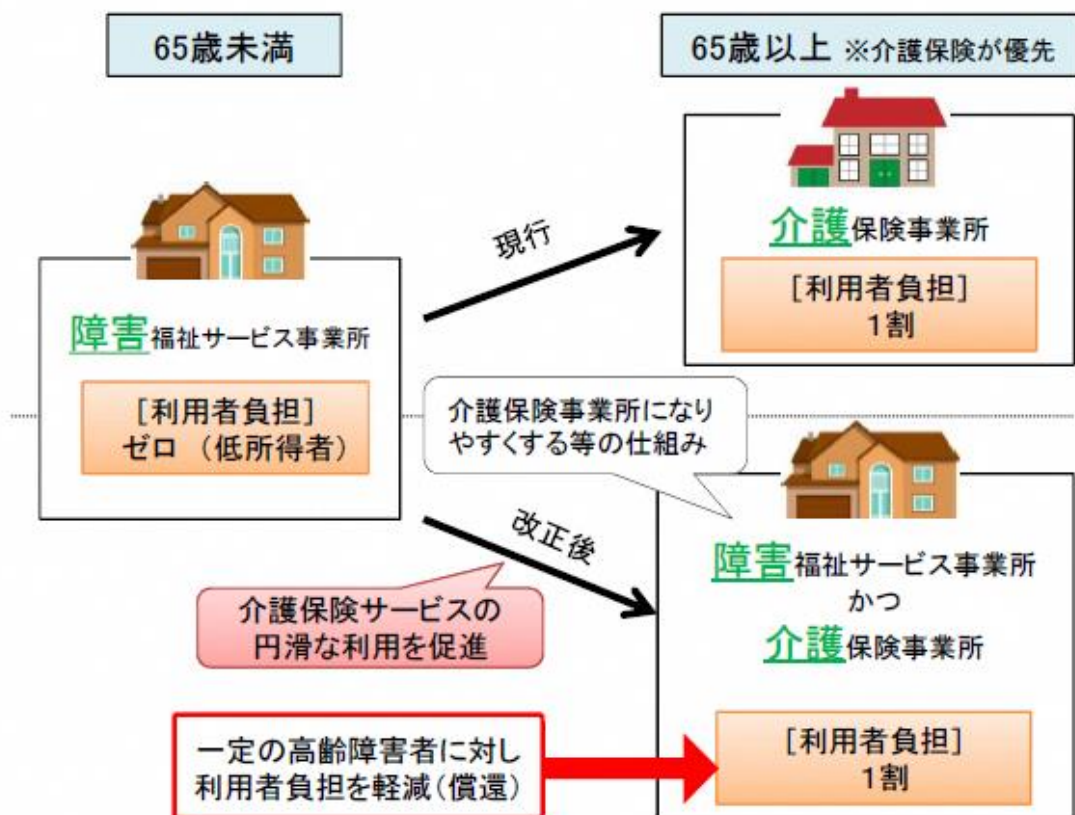 65歳未満
65歳以上 ※介護保険が優先
介護保険事業所
[利用者負担]
1割
現行
障害福祉サービス事業所
[利用者負担]
ゼロ (低所得者)
介護保険事業所になり
やすくする等の仕組み
改正後
介護保険サービスの
円滑な利用を促進
障害福祉サービス事業所
かつ
介護保険事業所
一定の高齢障害者に対し
利用者負担を軽減(償還)
[利用者負担]
1割